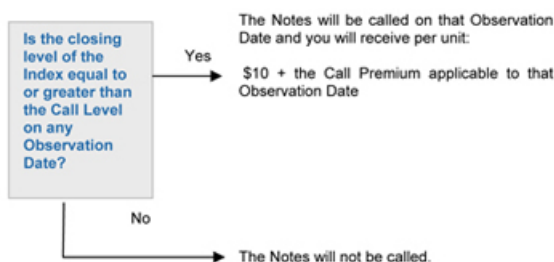 Is the closing
level of the
Index equal to
or greater than
the Call Level
on any
Observation
Date?
Yes
The Notes will be called on that Observation
Date and you will receive per unit:
$10 + the Call Premium applicable to that
Observation Date
No
The Notes will not be called.